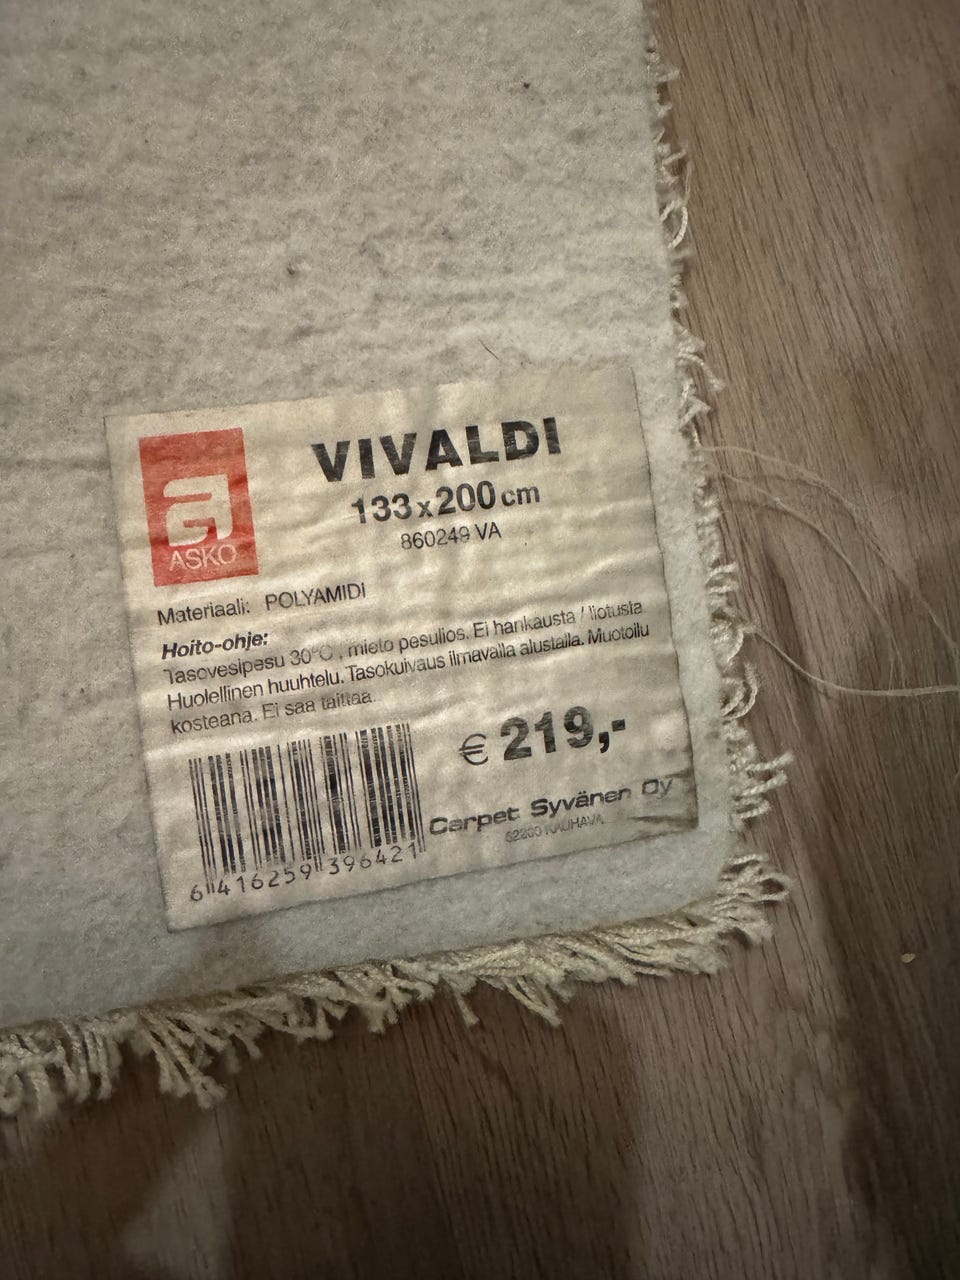 ASKO
VIVALDI
133 x 200 cm
860249 VA
Materiaali: POLYAMIDI
Hoito-ohje:
Tasovesipesu 30°C, mieto pesulios. Ei hankausta / liotusta
Huolellinen huuhtelu. Tasokuivaus ilmavalla alustalla. Muotoilu
kosteana. Ei saa taittaa.
€ 219,-
Carpet Syvänen Oy
62200 KAUHAVA
6 416259 396421